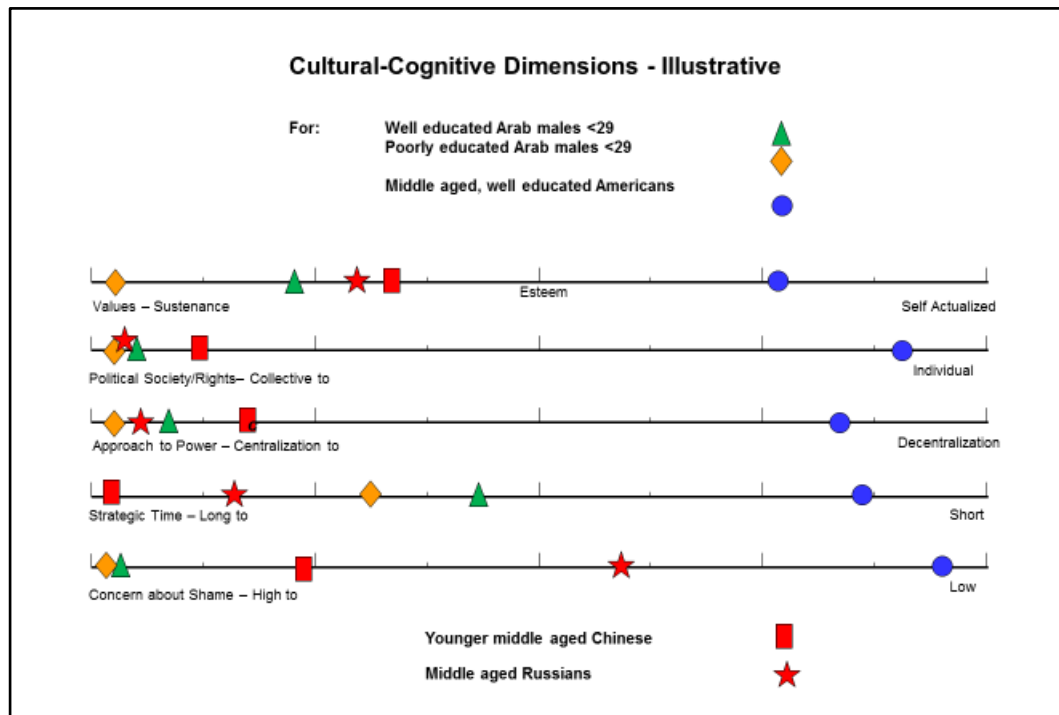 Cultural-Cognitive Dimensions - Illustrative
For: Well educated Arab males <29
Poorly educated Arab males <29
Middle aged, well educated Americans
Esteem
Values – Sustenance Self Actualized
Political Society/Rights– Collective to Individual
Approach to Power – Centralization to Decentralization
Strategic Time – Long to Short
Concern about Shame – High to Low
Younger middle aged Chinese
Middle aged Russians